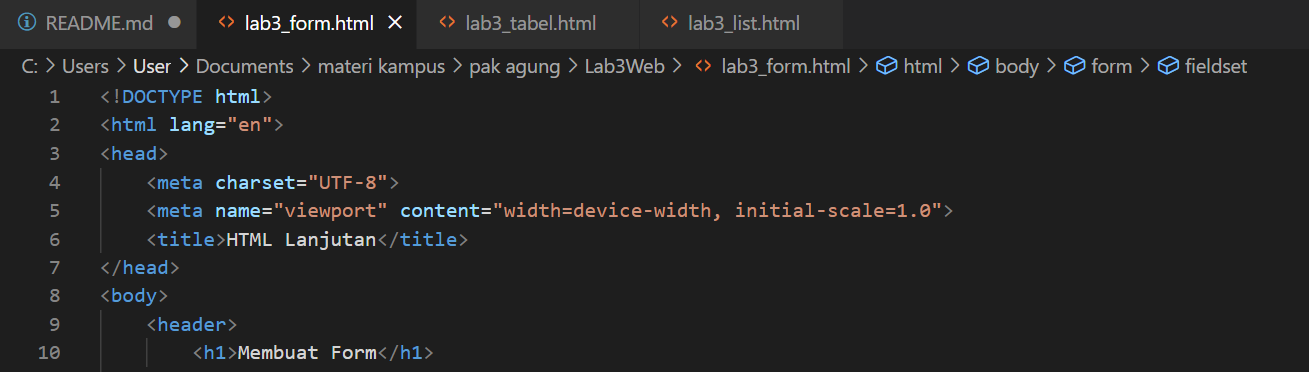 README.md ● lab3_form.html × lab3_tabel.html lab3_list.html
C: > Users > User > Documents > materi kampus > pak agung > Lab3Web > lab3_form.html > html > body > form > fieldset
1 <!DOCTYPE html>
2 <html lang="en">
3 <head>
4     <meta charset="UTF-8">
5     <meta name="viewport" content="width=device-width, initial-scale=1.0">
6     <title>HTML Lanjutan</title>
7 </head>
8 <body>
9     <header>
10         <h1>Membuat Form</h1>